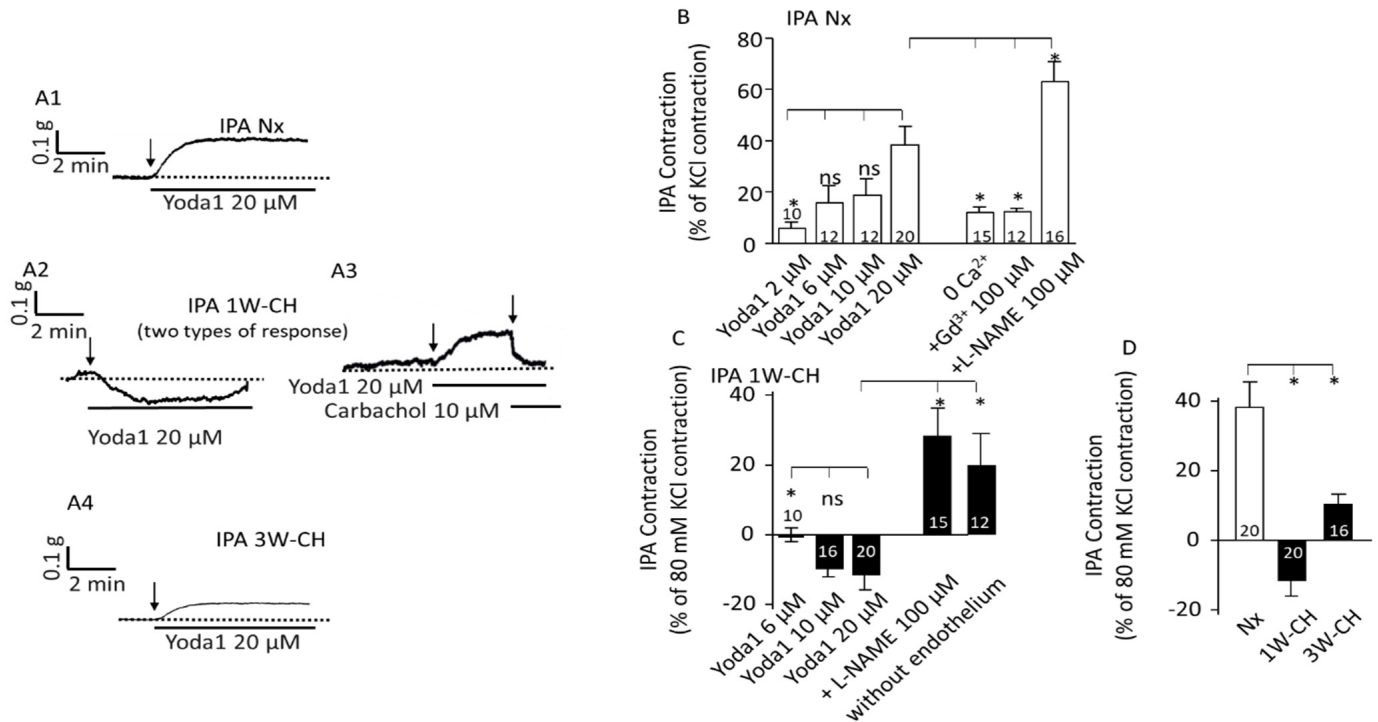 A1
0.1 g
2 min
IPA Nx
Yoda1 20 µM
A2
0.1 g
2 min
IPA 1W-CH
(two types of response)
Yoda1 20 µM
A3
Yoda1 20 µM
Carbachol 10 µM
A4
0.1 g
2 min
IPA 3W-CH
Yoda1 20 µM
B
IPA Nx
IPA Contraction
(% of KCl contraction)
80
60
40
20
0
*
10
ns
12
ns
12
20
*
15
*
12
*
16
Yoda1 2 µM
Yoda1 6 µM
Yoda1 10 µM
Yoda1 20 µM
0 Ca²⁺
+Gd³⁺ 100 µM
+L-NAME 100 µM
C
IPA 1W-CH
IPA Contraction
(% of 80 mM KCl contraction)
40
20
0
-20
*
10
ns
16
20
*
15
*
12
Yoda1 6 µM
Yoda1 10 µM
Yoda1 20 µM
+ L-NAME 100 µM
without endothelium
D
IPA Contraction
(% of 80 mM KCl contraction)
40
20
0
-20
20
*
20
*
16
Nx
1W-CH
3W-CH